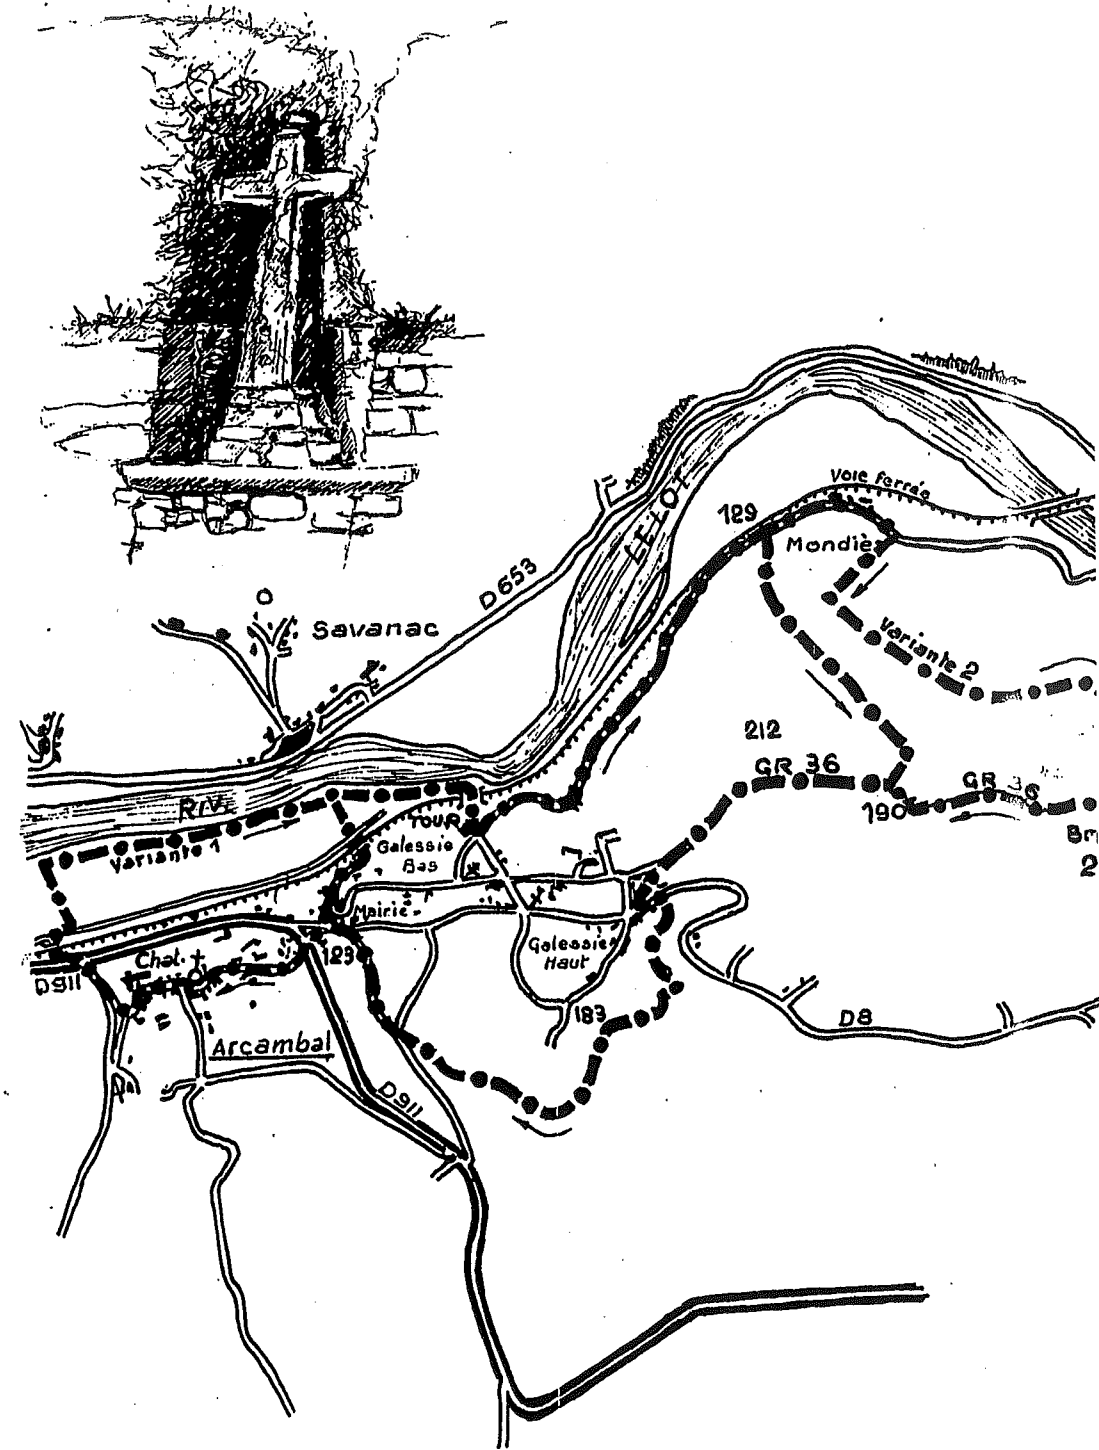 Voie ferrée
LE LOT
129
Mondiès
D653
Savanac
Variante 2
212
GR 36
GR 36
RIV.
190
TOUR
Variante 1
Galessie
Bas
Mairie
Galessie
Haut
Chat.
123
D911
183
D8
Arcambal
D911